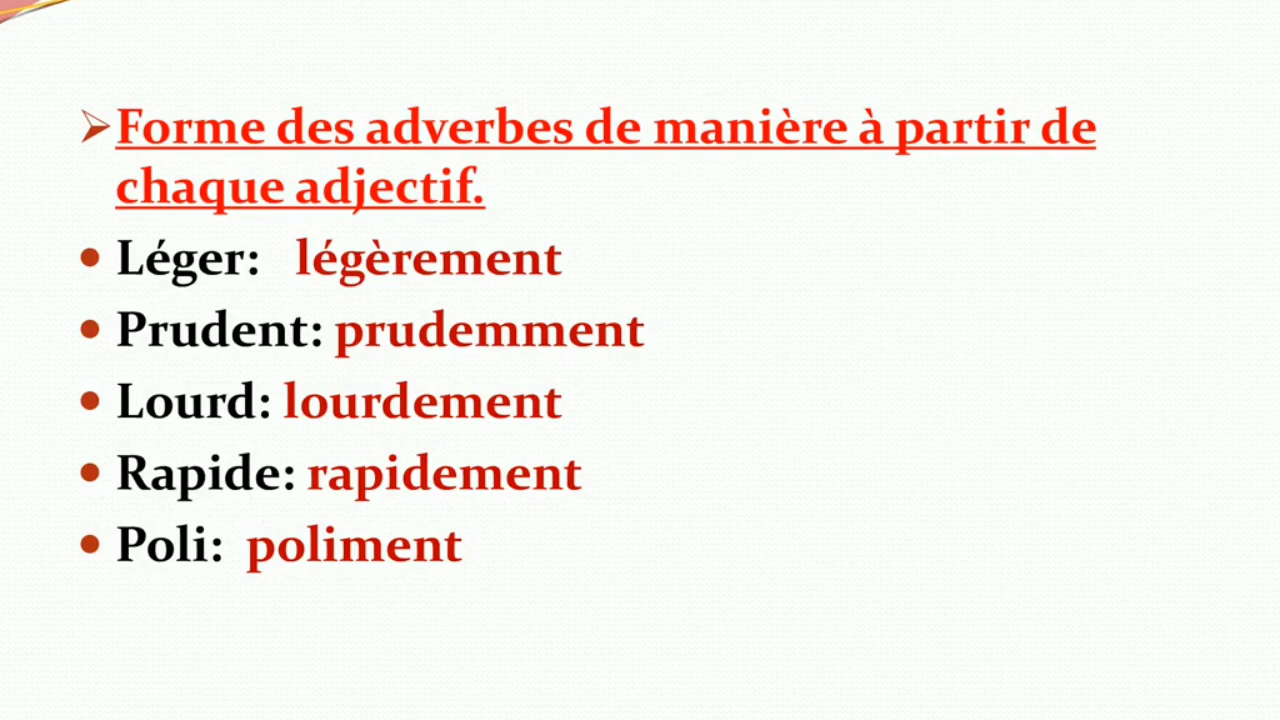 Forme des adverbes de manière à partir de
chaque adjectif.
Léger: légèrement
Prudent: prudemment
Lourd: lourdement
Rapide: rapidement
Poli: poliment